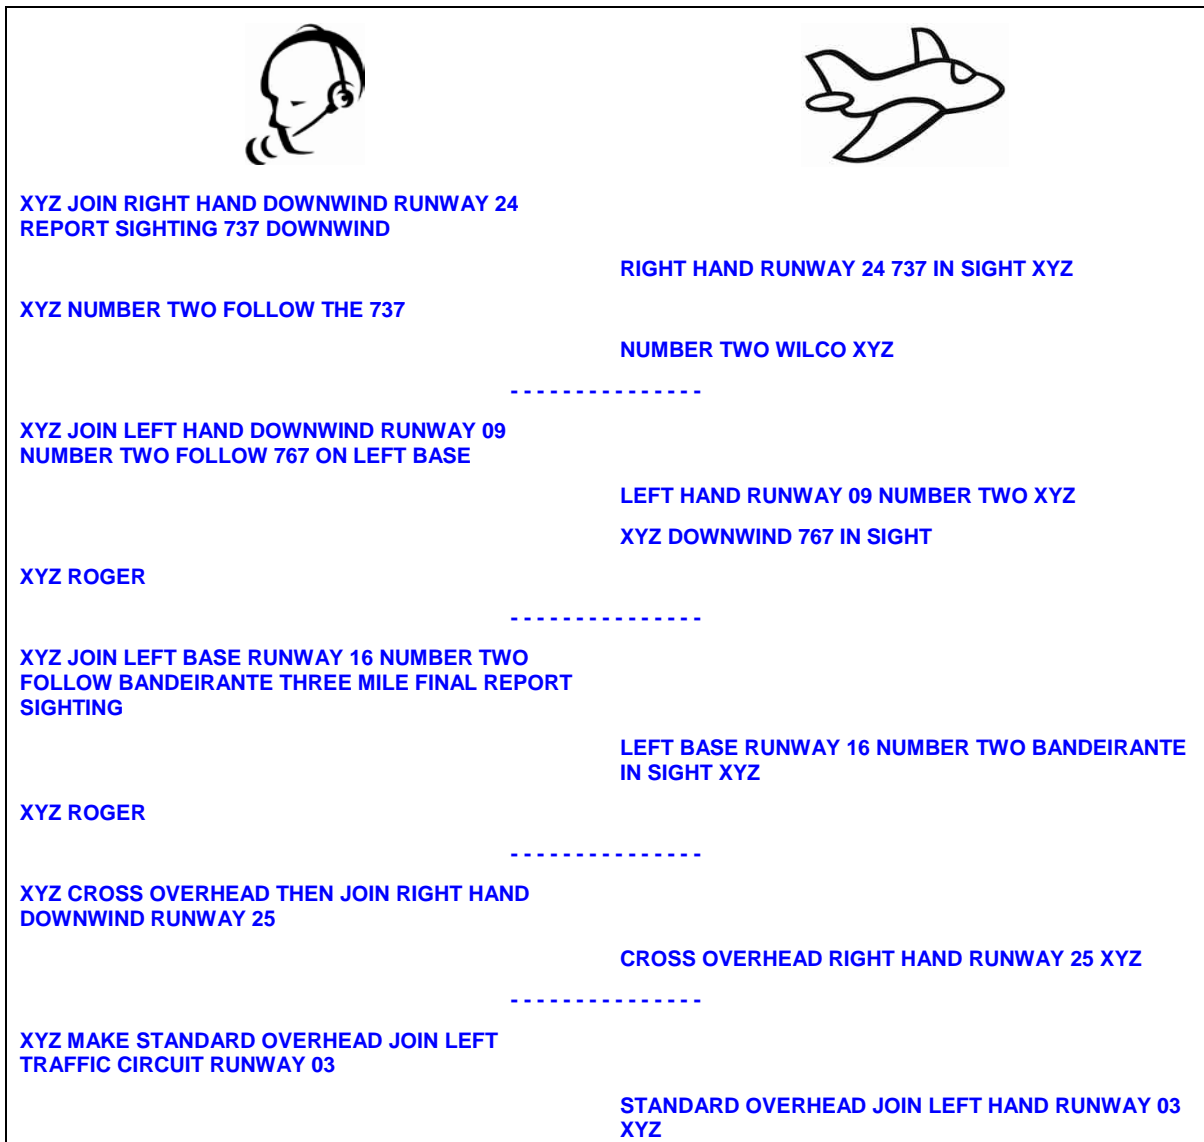 XYZ JOIN RIGHT HAND DOWNWIND RUNWAY 24
REPORT SIGHTING 737 DOWNWIND
RIGHT HAND RUNWAY 24 737 IN SIGHT XYZ
XYZ NUMBER TWO FOLLOW THE 737
NUMBER TWO WILCO XYZ
- - - - - - - - - - - - - - -
XYZ JOIN LEFT HAND DOWNWIND RUNWAY 09
NUMBER TWO FOLLOW 767 ON LEFT BASE
LEFT HAND RUNWAY 09 NUMBER TWO XYZ
XYZ DOWNWIND 767 IN SIGHT
XYZ ROGER
- - - - - - - - - - - - - - -
XYZ JOIN LEFT BASE RUNWAY 16 NUMBER TWO
FOLLOW BANDEIRANTE THREE MILE FINAL REPORT
SIGHTING
LEFT BASE RUNWAY 16 NUMBER TWO BANDEIRANTE
IN SIGHT XYZ
XYZ ROGER
- - - - - - - - - - - - - - -
XYZ CROSS OVERHEAD THEN JOIN RIGHT HAND
DOWNWIND RUNWAY 25
CROSS OVERHEAD RIGHT HAND RUNWAY 25 XYZ
- - - - - - - - - - - - - - -
XYZ MAKE STANDARD OVERHEAD JOIN LEFT
TRAFFIC CIRCUIT RUNWAY 03
STANDARD OVERHEAD JOIN LEFT HAND RUNWAY 03
XYZ